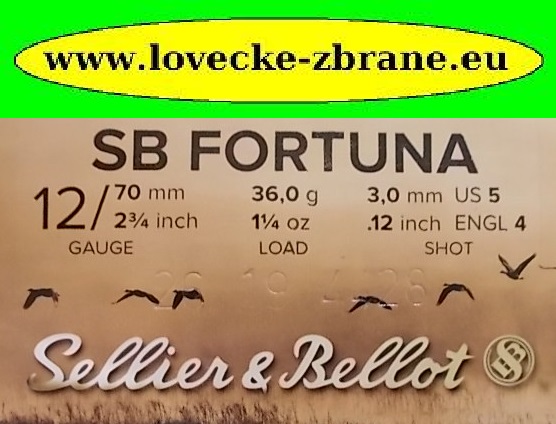 www.lovecke-zbrane.eu
SB FORTUNA
12/ 70 mm 36,0 g 3,0 mm US 5
2¾ inch 1¼ oz .12 inch ENGL 4
GAUGE LOAD SHOT
Sellier & Bellot SB